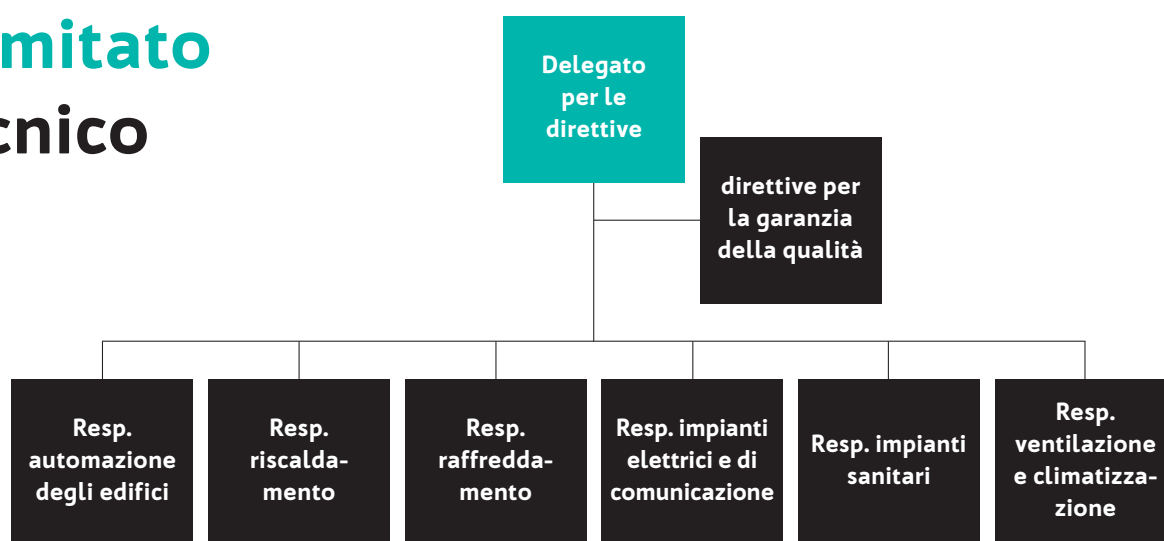 mitato
cnico
Delegato
per le
direttive
direttive per
la garanzia
della qualità
Resp.
automazione
degli edifici
Resp.
riscalda-
mento
Resp.
raffredda-
mento
Resp. impianti
elettrici e di
comunicazione
Resp. impianti
sanitari
Resp.
ventilazione
e climatizza-
zione